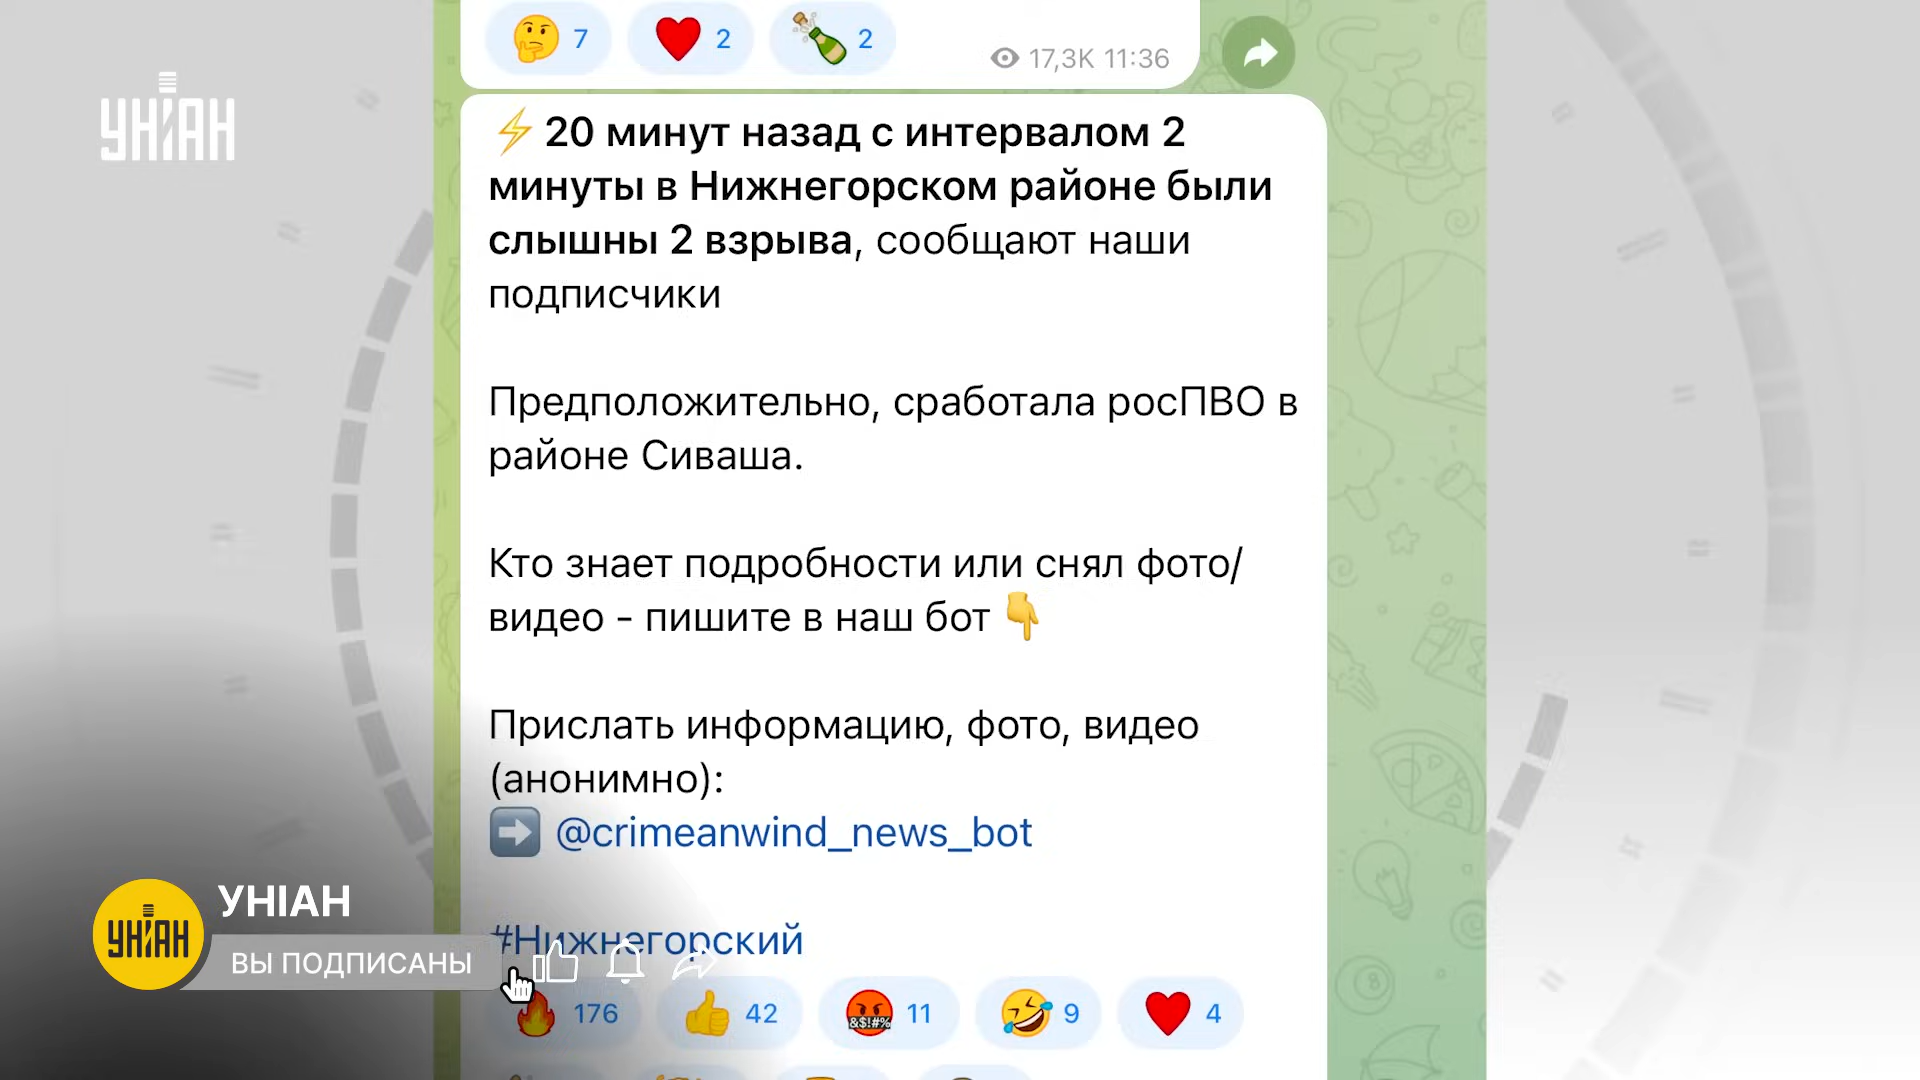 7 2 2
17,3K 11:36
УНІАН
20 минут назад с интервалом 2
минуты в Нижнегорском районе были
слышны 2 взрыва, сообщают наши
подписчики
Предположительно, сработала росПВО в
районе Сиваша.
Кто знает подробности или снял фото/
видео - пишите в наш бот
Прислать информацию, фото, видео
(анонимно):
@crimeanwind_news_bot
#Нижнегорский
УНІАН
УНІАН
ВЫ ПОДПИСАНЫ
&$!#%
176 42 11 9 4